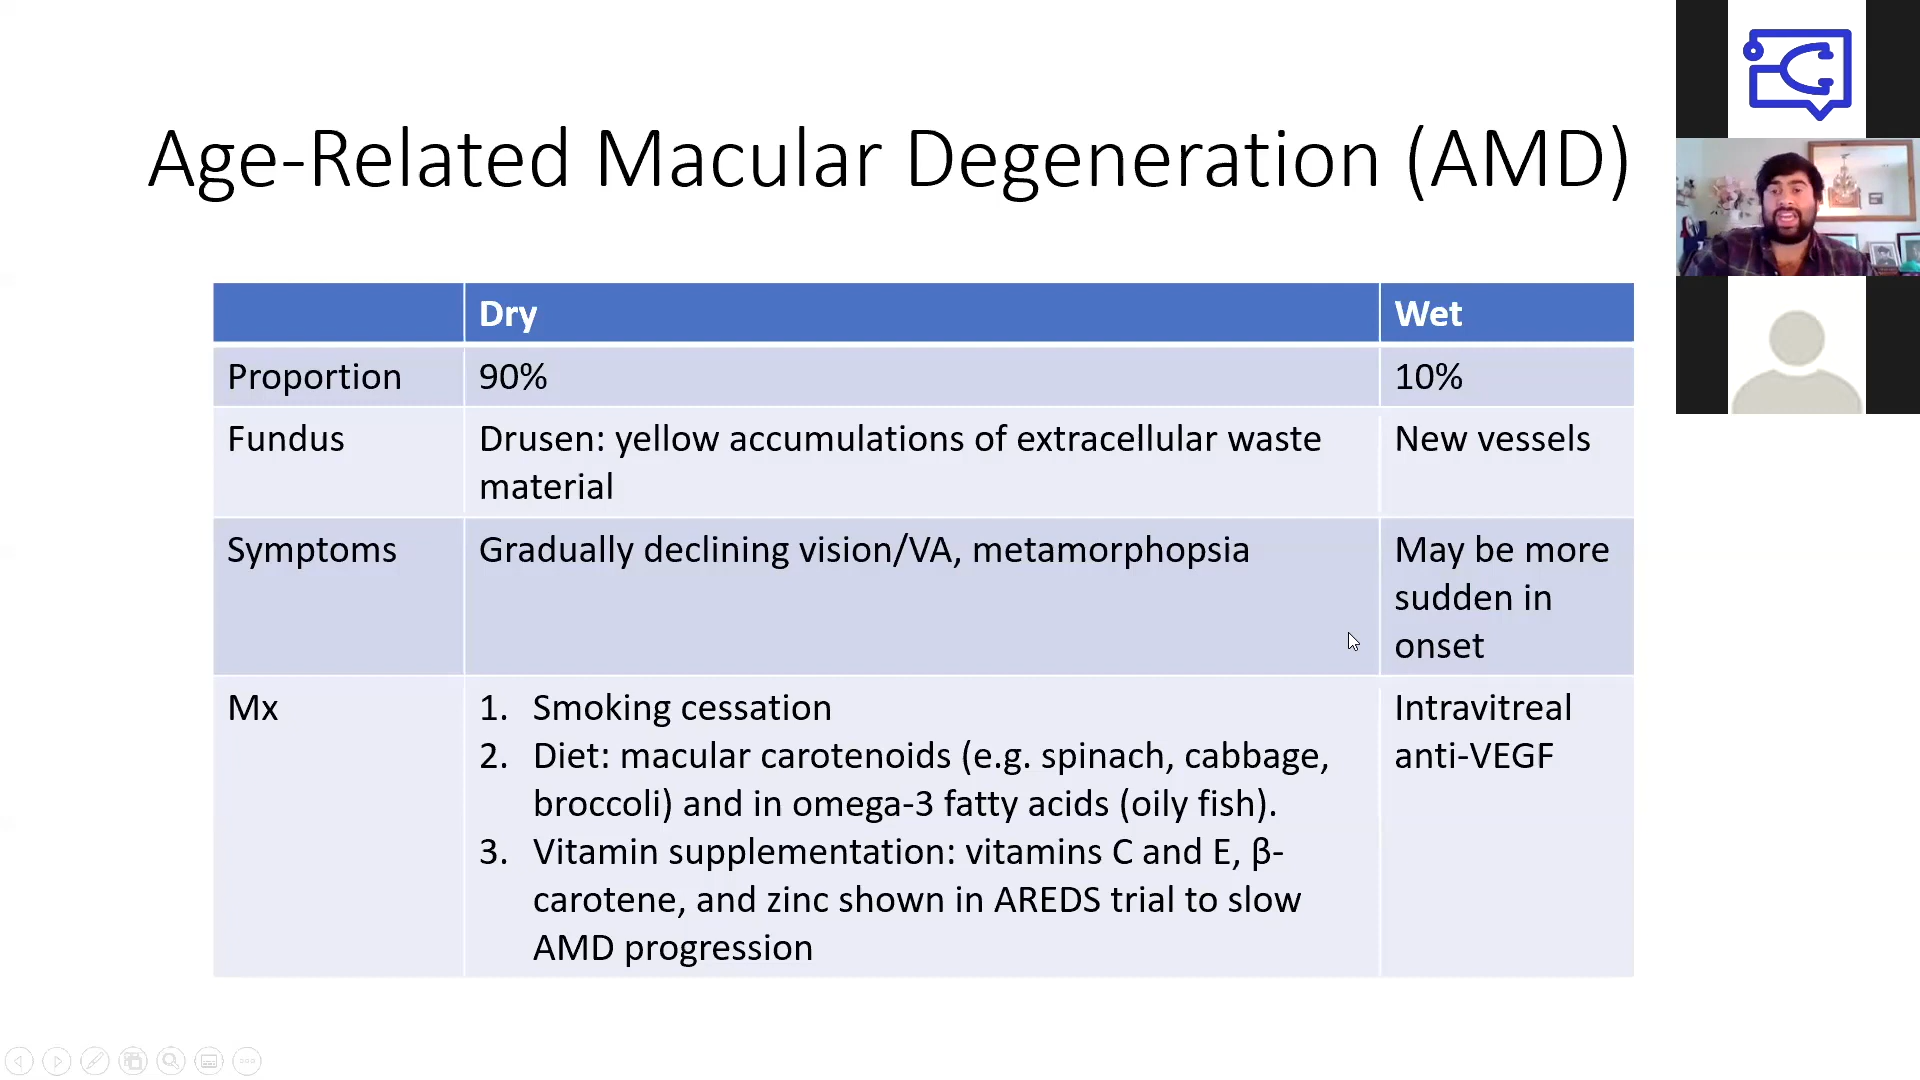 Age-Related Macular Degeneration (AMD)
Dry
Wet
Proportion
90%
10%
Fundus
Drusen: yellow accumulations of extracellular waste
material
New vessels
Symptoms
Gradually declining vision/VA, metamorphopsia
May be more
sudden in
onset
Mx
1. Smoking cessation
2. Diet: macular carotenoids (e.g. spinach, cabbage,
broccoli) and in omega-3 fatty acids (oily fish).
3. Vitamin supplementation: vitamins C and E, β-
carotene, and zinc shown in AREDS trial to slow
AMD progression
Intravitreal
anti-VEGF